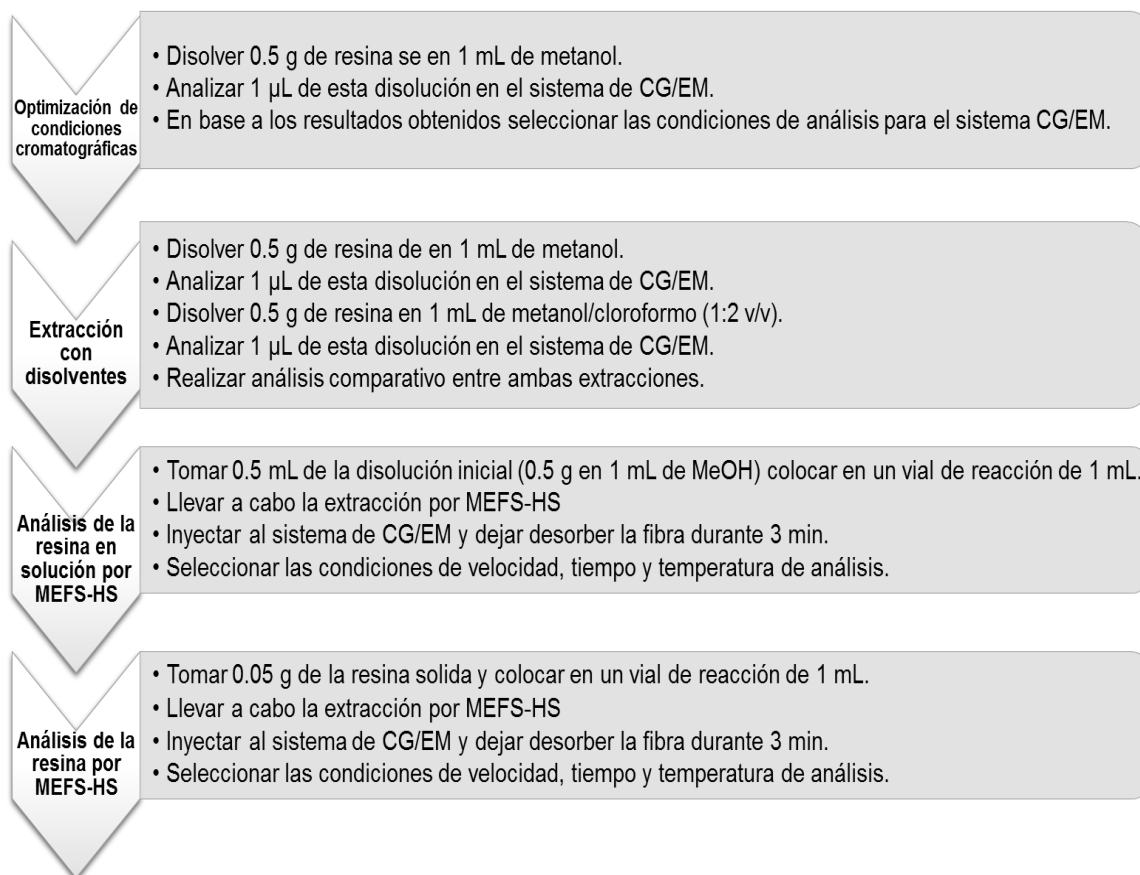 Optimización de
condiciones
cromatográficas
• Disolver 0.5 g de resina se en 1 mL de metanol.
• Analizar 1 µL de esta disolución en el sistema de CG/EM.
• En base a los resultados obtenidos seleccionar las condiciones de análisis para el sistema CG/EM.
Extracción
con
disolventes
• Disolver 0.5 g de resina de en 1 mL de metanol.
• Analizar 1 µL de esta disolución en el sistema de CG/EM.
• Disolver 0.5 g de resina en 1 mL de metanol/cloroformo (1:2 v/v).
• Analizar 1 µL de esta disolución en el sistema de CG/EM.
• Realizar análisis comparativo entre ambas extracciones.
Análisis de la
resina en
solución por
MEFS-HS
• Tomar 0.5 mL de la disolución inicial (0.5 g en 1 mL de MeOH) colocar en un vial de reacción de 1 mL.
• Llevar a cabo la extracción por MEFS-HS
• Inyectar al sistema de CG/EM y dejar desorber la fibra durante 3 min.
• Seleccionar las condiciones de velocidad, tiempo y temperatura de análisis.
Análisis de la
resina por
MEFS-HS
• Tomar 0.05 g de la resina solida y colocar en un vial de reacción de 1 mL.
• Llevar a cabo la extracción por MEFS-HS
• Inyectar al sistema de CG/EM y dejar desorber la fibra durante 3 min.
• Seleccionar las condiciones de velocidad, tiempo y temperatura de análisis.